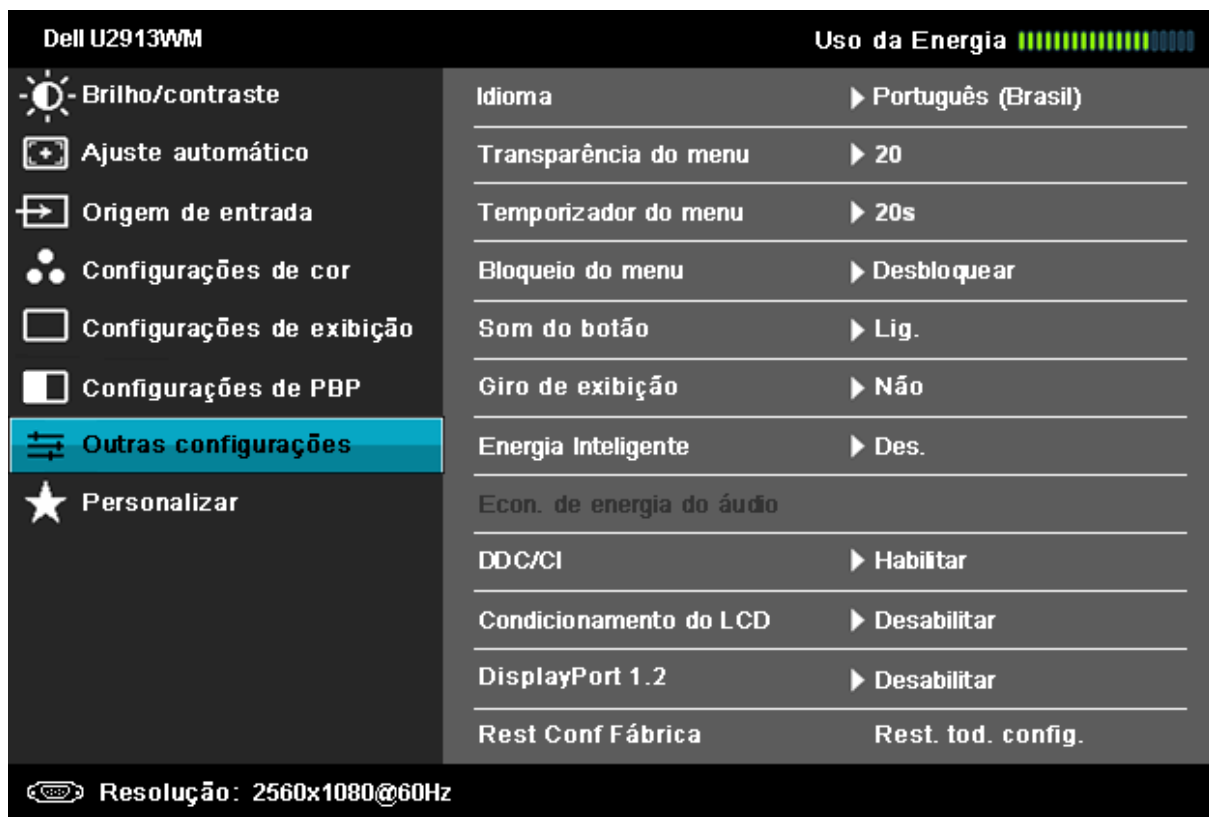 Dell U2913WM
Uso da Energia
Brilho/contraste
Ajuste automático
Origem de entrada
Configurações de cor
Configurações de exibição
Configurações de PBP
Outras configurações
Personalizar
Idioma Português (Brasil)
Transparência do menu 20
Temporizador do menu 20s
Bloqueio do menu Desbloquear
Som do botão Lig.
Giro de exibição Não
Energia Inteligente Des.
Econ. de energia do áudio
DDC/CI Habilitar
Condicionamento do LCD Desabilitar
DisplayPort 1.2 Desabilitar
Rest Conf Fábrica Rest. tod. config.
Resolução: 2560x1080@60Hz